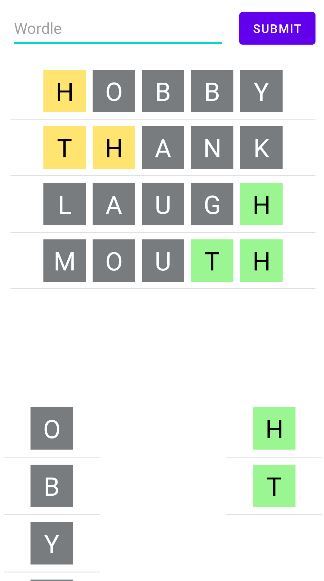 Wordle SUBMIT
H O B B Y
T H A N K
L A U G H
M O U T H
O H
B T
Y